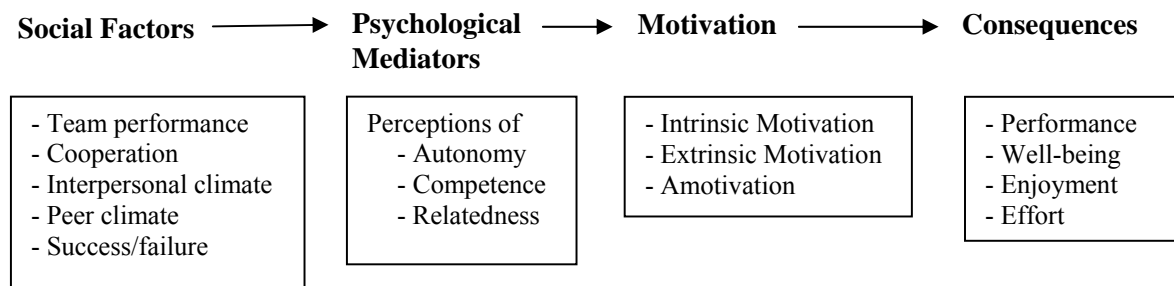 Social Factors
Psychological
Mediators
Motivation
Consequences
- Team performance
- Cooperation
- Interpersonal climate
- Peer climate
- Success/failure
Perceptions of
- Autonomy
- Competence
- Relatedness
- Intrinsic Motivation
- Extrinsic Motivation
- Amotivation
- Performance
- Well-being
- Enjoyment
- Effort